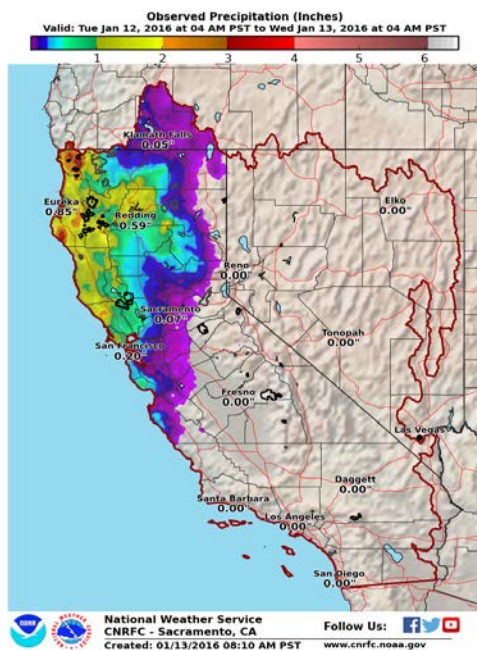 Observed Precipitation (Inches)
Valid: Tue Jan 12, 2016 at 04 AM PST to Wed Jan 13, 2016 at 04 AM PST
1 2 3 4 5 6
Klamath Falls
0.05"
Eureka
0.85"
Redding
0.59"
Elko
0.00"
Reno
0.00"
Sacramento
0.07"
Tonopah
0.00"
San Francisco
0.20"
Fresno
0.00"
Las Vegas
Daggett
0.00"
Santa Barbara
0.00"
Los Angeles
0.00"
San Diego
0.00"
National Weather Service
CNRFC - Sacramento, CA
Created: 01/13/2016 08:10 AM PST
Follow Us:
www.cnrfc.noaa.gov